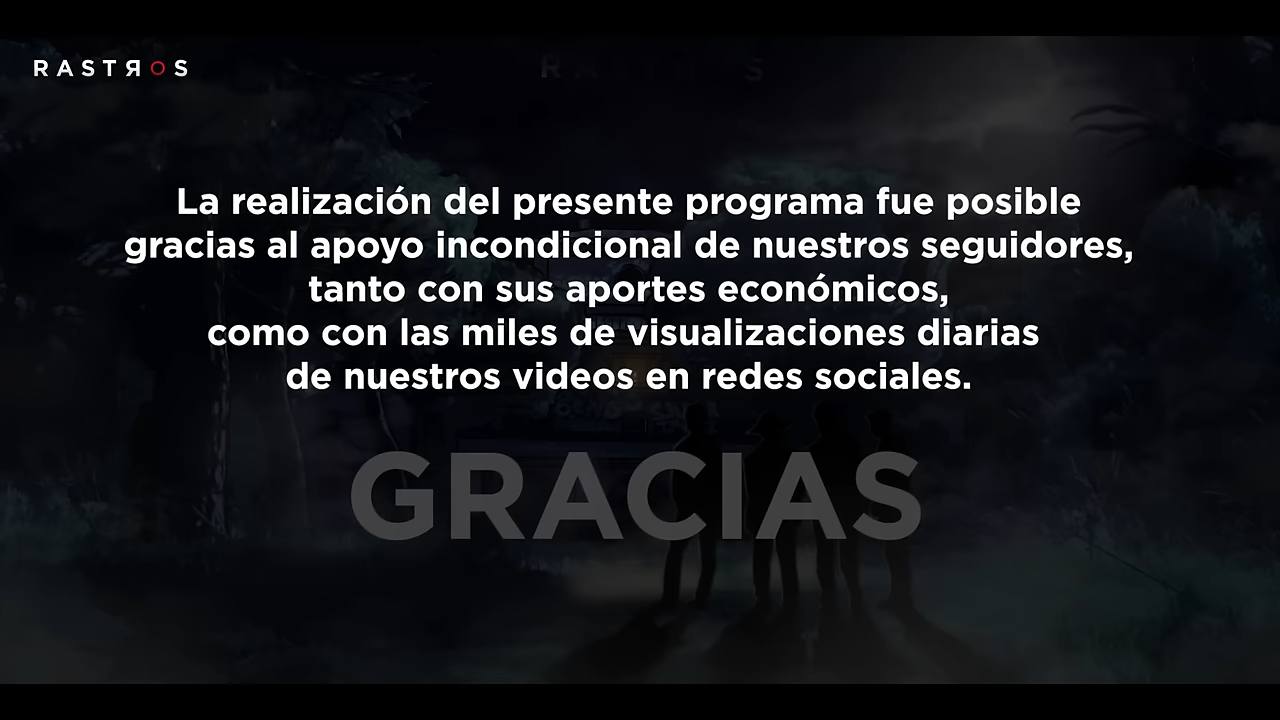 RASTROS
RASTROS
La realización del presente programa fue posible
gracias al apoyo incondicional de nuestros seguidores,
tanto con sus aportes económicos,
como con las miles de visualizaciones diarias
de nuestros videos en redes sociales.
GRACIAS